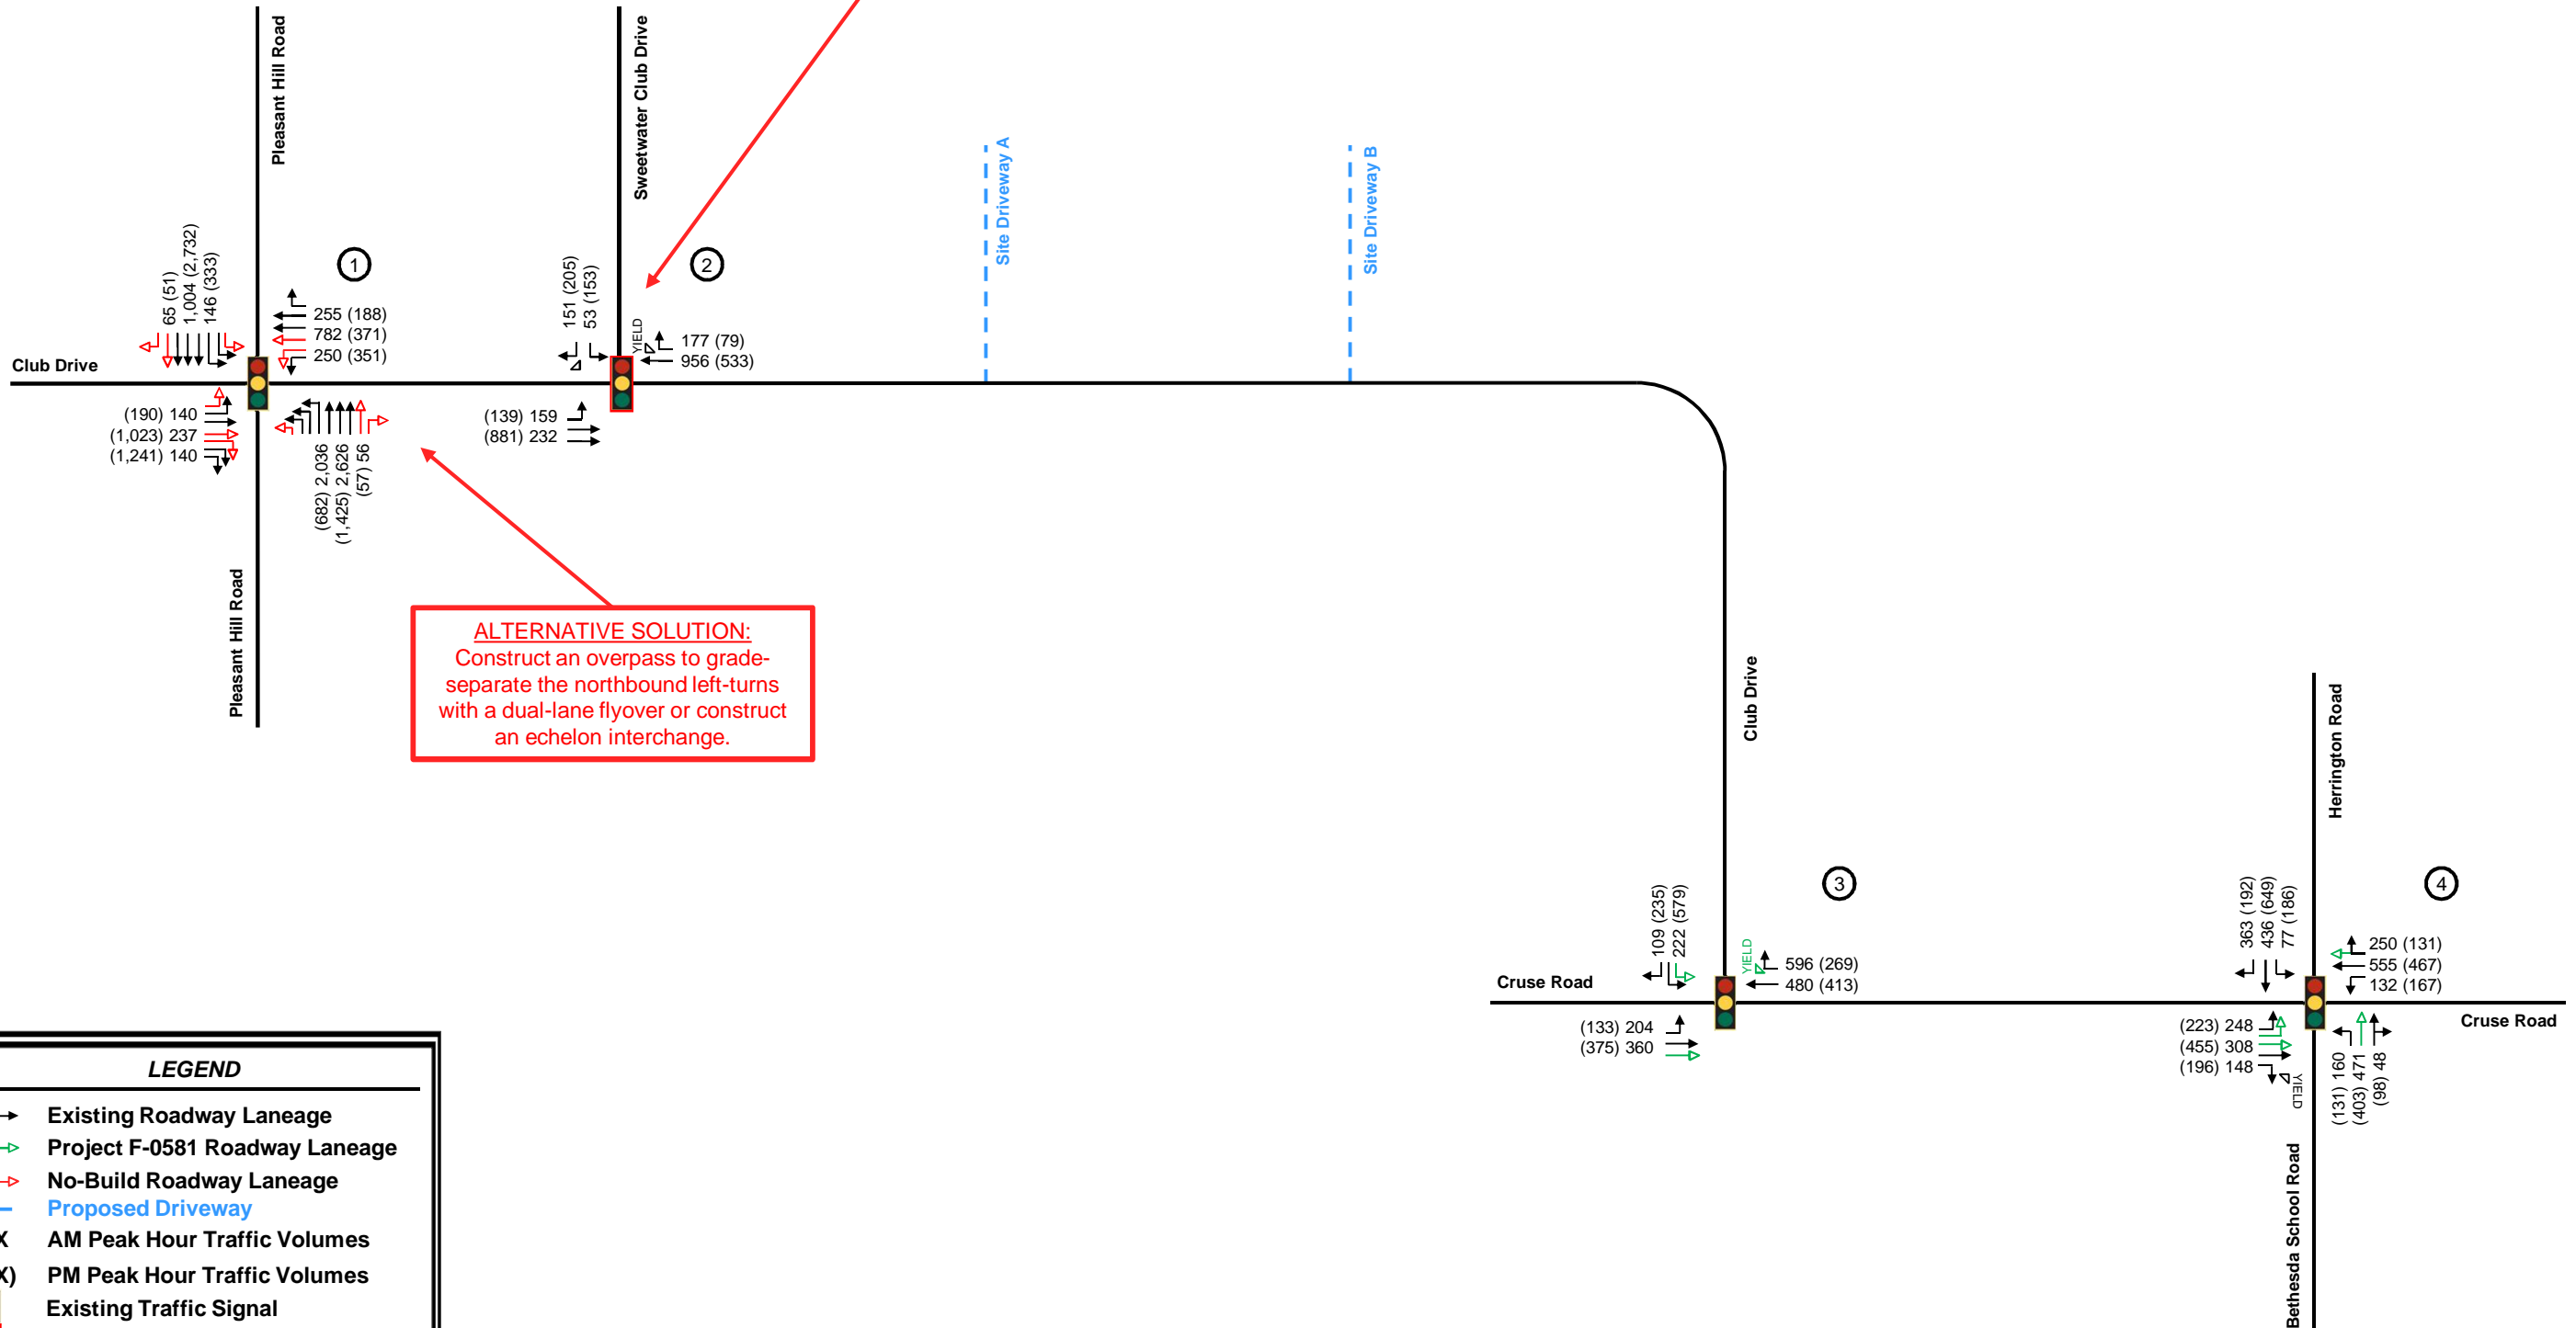 Pleasant Hill Road
Sweetwater Club Drive
Site Driveway A
Site Driveway B
1
2
65 (51)
1,004 (2,732)
146 (333)
255 (188)
782 (371)
250 (351)
Club Drive
(190) 140
(1,023) 237
(1,241) 140
(682) 2,036
(1,425) 2,626
(57) 56
Pleasant Hill Road
151 (205)
53 (153)
YIELD
177 (79)
956 (533)
(139) 159
(881) 232
ALTERNATIVE SOLUTION:
Construct an overpass to grade-
separate the northbound left-turns
with a dual-lane flyover or construct
an echelon interchange.
Club Drive
Herrington Road
3
4
109 (235)
222 (579)
YIELD
596 (269)
480 (413)
Cruse Road
(133) 204
(375) 360
363 (192)
436 (649)
77 (186)
250 (131)
555 (467)
132 (167)
Cruse Road
(223) 248
(455) 308
(196) 148
YIELD
(131) 160
(403) 471
(98) 48
Bethesda School Road
LEGEND
Existing Roadway Laneage
Project F-0581 Roadway Laneage
No-Build Roadway Laneage
Proposed Driveway
X AM Peak Hour Traffic Volumes
X) PM Peak Hour Traffic Volumes
Existing Traffic Signal